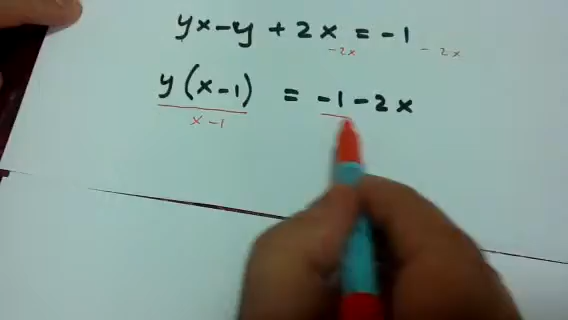 yx-y + 2x = -1
-2x -2x
y(x-1) = -1-2x
x-1